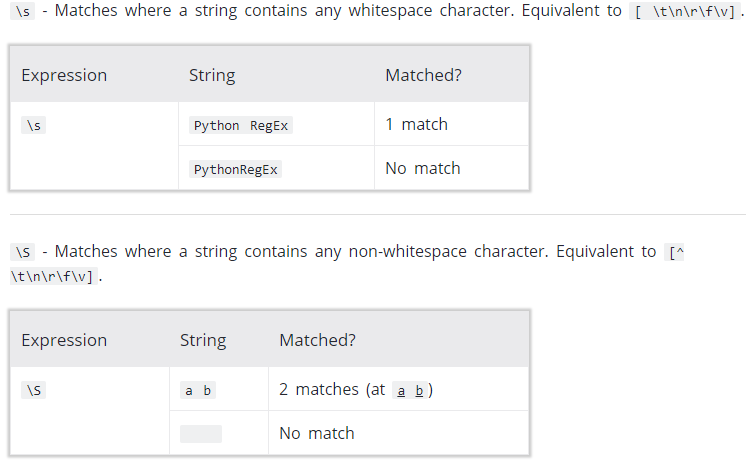 \s - Matches where a string contains any whitespace character. Equivalent to [ \t\n\r\f\v].
Expression String Matched?
\s Python RegEx 1 match
PythonRegEx No match
\S - Matches where a string contains any non-whitespace character. Equivalent to [^
\t\n\r\f\v].
Expression String Matched?
\S a b 2 matches (at a b)
No match